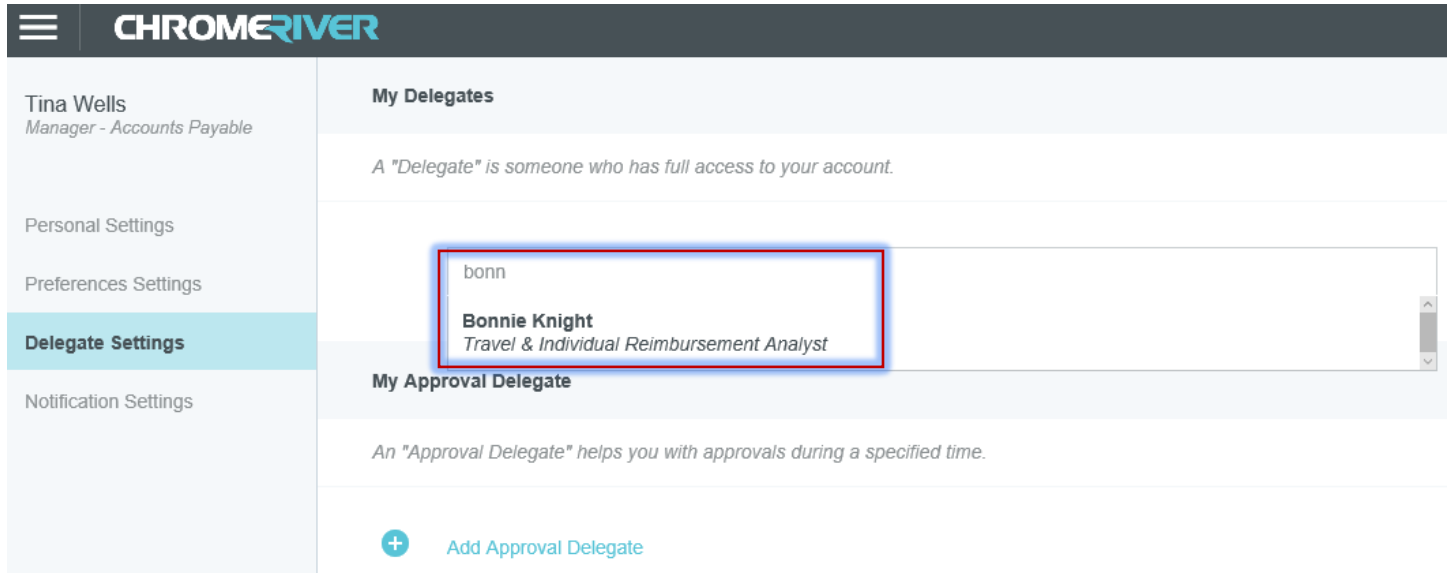 CHROMERIVER
Tina Wells
Manager - Accounts Payable
Personal Settings
Preferences Settings
Delegate Settings
Notification Settings
My Delegates
A "Delegate" is someone who has full access to your account.
bonn
Bonnie Knight
Travel & Individual Reimbursement Analyst
My Approval Delegate
An "Approval Delegate" helps you with approvals during a specified time.
Add Approval Delegate